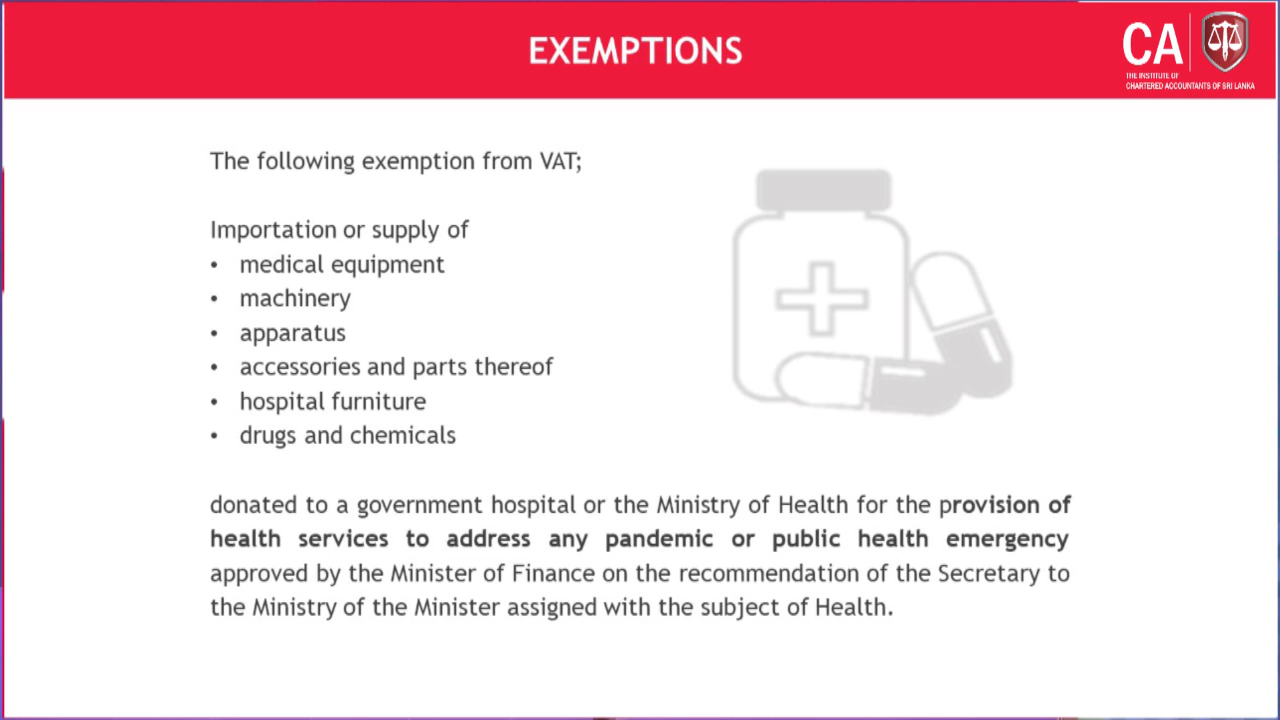 EXEMPTIONS
CA
THE INSTITUTE OF
CHARTERED ACCOUNTANTS OF SRI LANKA
The following exemption from VAT;
Importation or supply of
• medical equipment
• machinery
• apparatus
• accessories and parts thereof
• hospital furniture
• drugs and chemicals
donated to a government hospital or the Ministry of Health for the provision of
health services to address any pandemic or public health emergency
approved by the Minister of Finance on the recommendation of the Secretary to
the Ministry of the Minister assigned with the subject of Health.